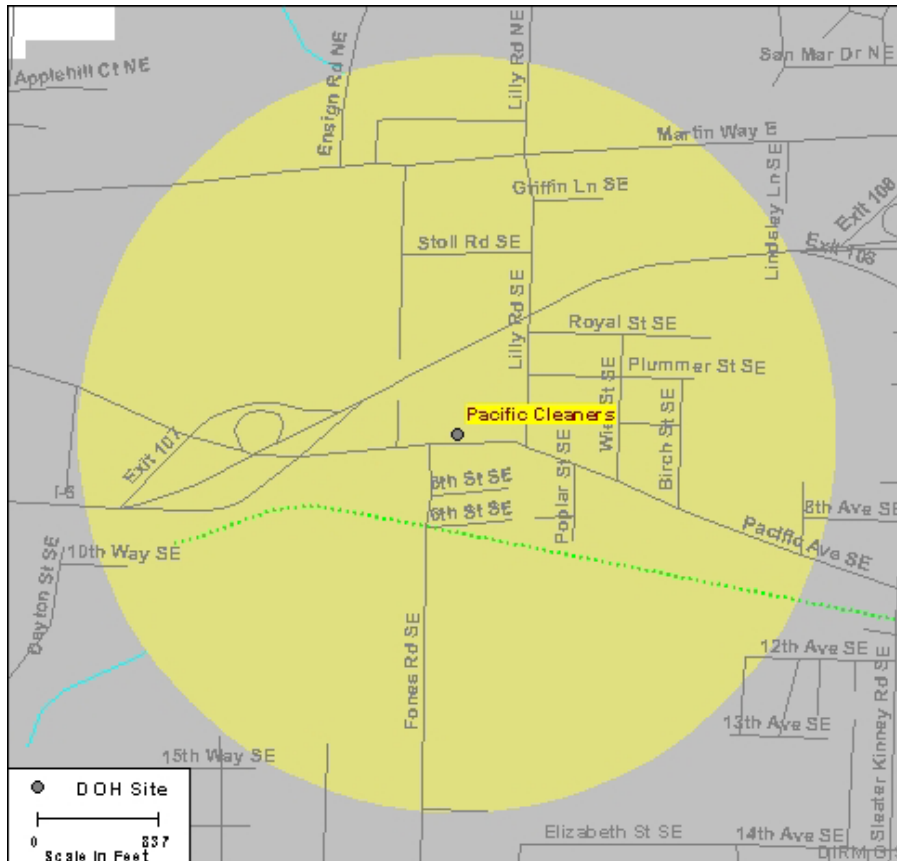 Applehill Ct NE
Ensign Rd NE
Lilly Rd NE
San Mar Dr NE
Martin Way E
Griffin Ln SE
Lindsley Ln SE
Exit 108
Exit 108
Stoll Rd SE
Lilly Rd SE
Royal St SE
Plummer St SE
Pacific Cleaners
St SE
Birch St SE
Exit 107
I-5
6th St SE
Poplar St SE
8th Ave SE
Pacific Ave SE
10th Way SE
Dayton St SE
Fones Rd SE
12th Ave SE
13th Ave SE
Sleater Kinney Rd SE
15th Way SE
Elizabeth St SE
14th Ave SE
DOH Site
0
837
Scale In Feet